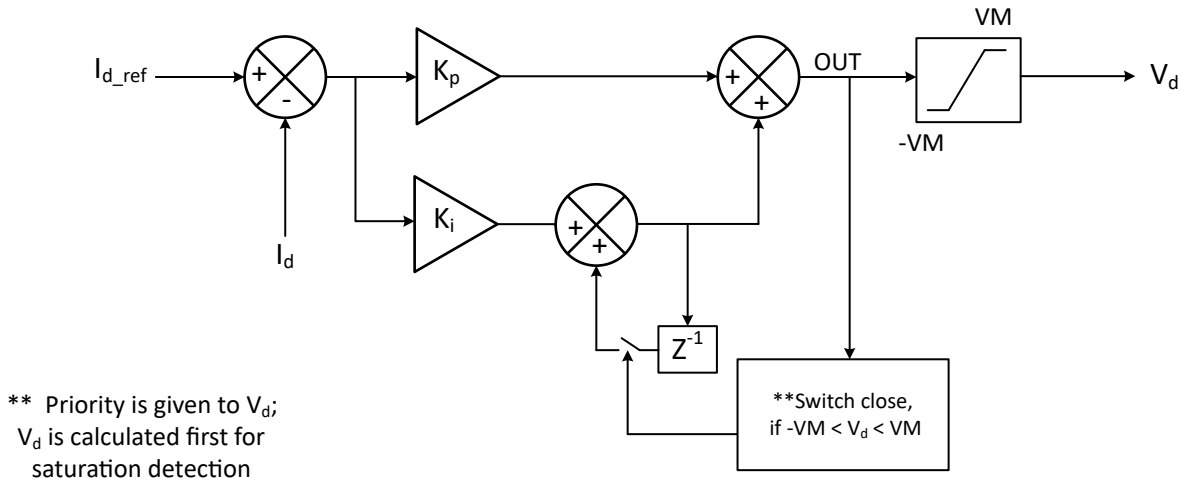 VM
I_d_ref
+
-
K_p
+
+
OUT
V_d
-VM
K_i
+
+
I_d
Z^-1
**Switch close,
if -VM < V_d < VM
** Priority is given to V_d;
V_d is calculated first for
saturation detection